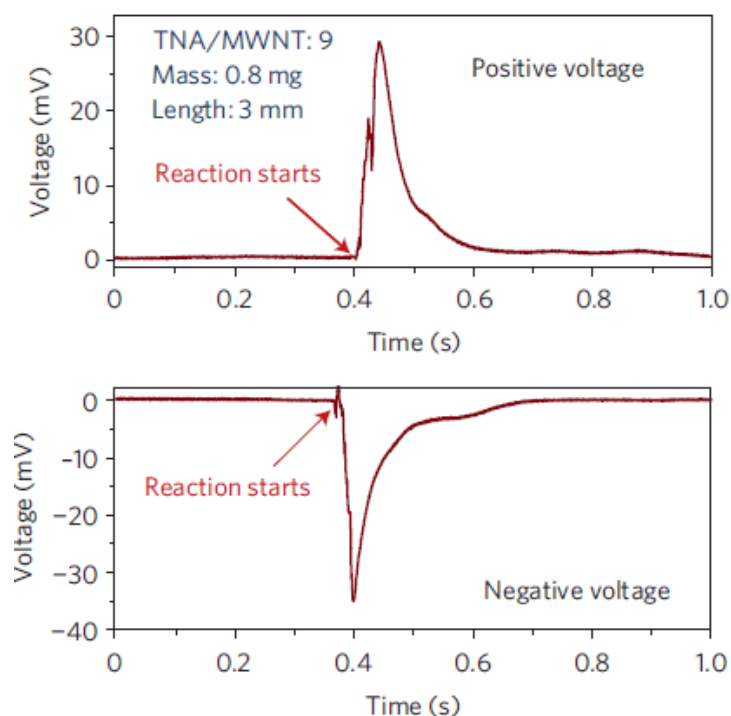 TNA/MWNT: 9
Mass: 0.8 mg
Length: 3 mm
Positive voltage
Reaction starts
Voltage (mV)
30
20
10
0
0 0.2 0.4 0.6 0.8 1.0
Time (s)
Reaction starts
Negative voltage
Voltage (mV)
0
-10
-20
−30
−40
0 0.2 0.4 0.6 0.8 1.0
Time (s)